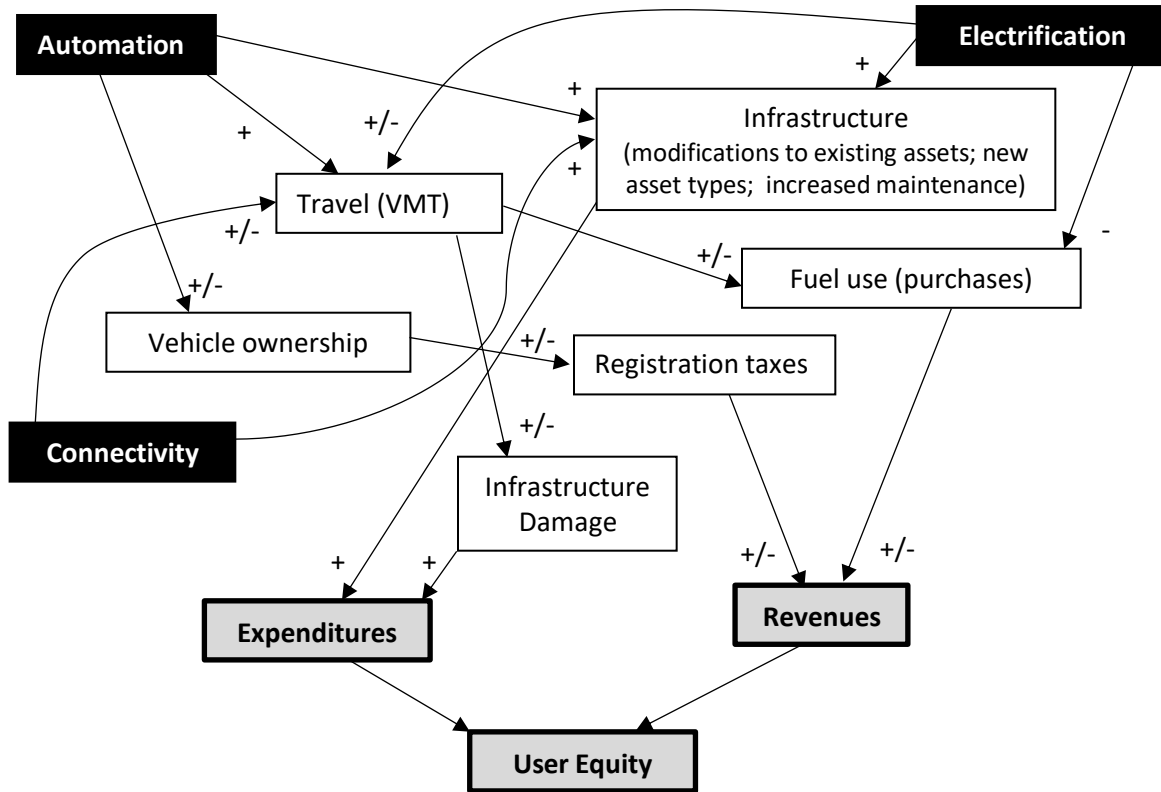 Automation
Electrification
+
+
+
+/-
+
Infrastructure
(modifications to existing assets; new
asset types;  increased maintenance)
+
Travel (VMT)
+/-
+/-
-
Fuel use (purchases)
+/-
Vehicle ownership
+/-
Registration taxes
Connectivity
+/-
Infrastructure
Damage
+
+
+/-
+/-
Expenditures
Revenues
User Equity